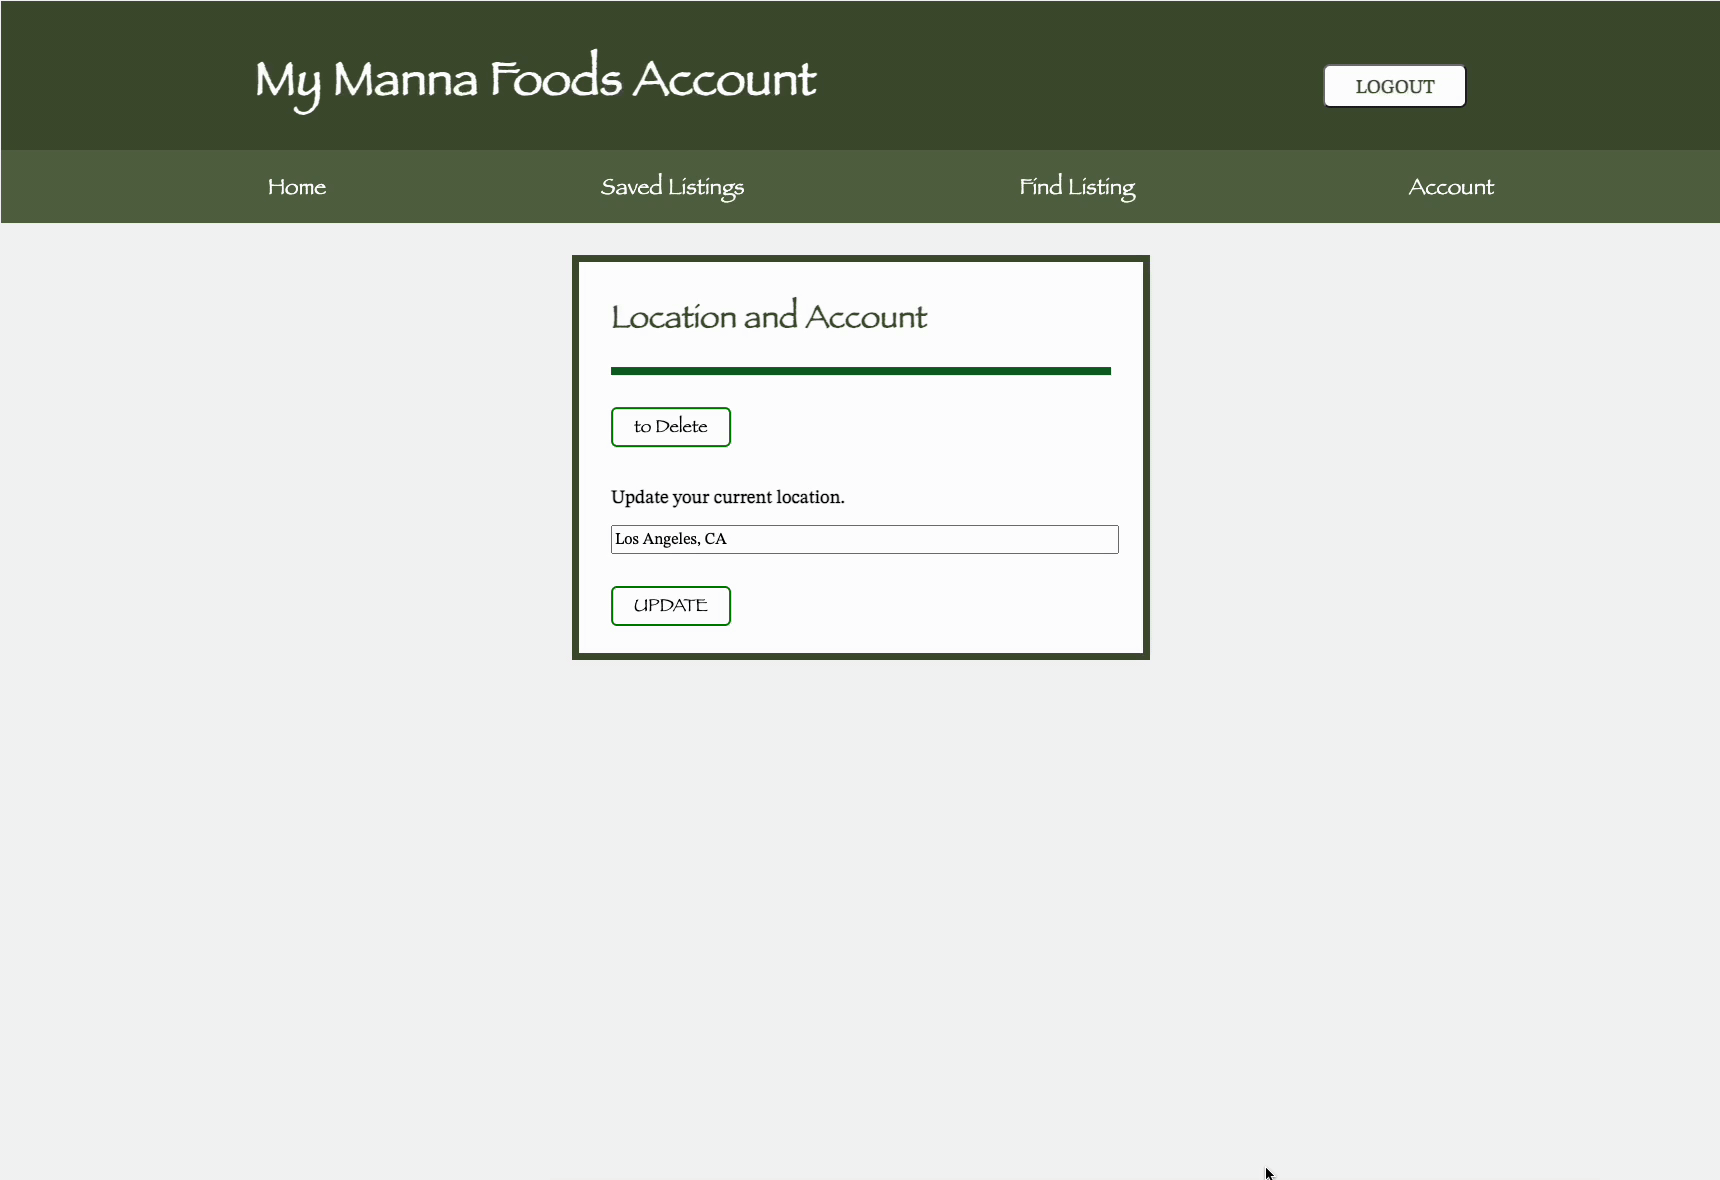 My Manna Foods Account
LOGOUT
Home
Saved Listings
Find Listing
Account
Location and Account
to Delete
Update your current location.
Los Angeles, CA
UPDATE